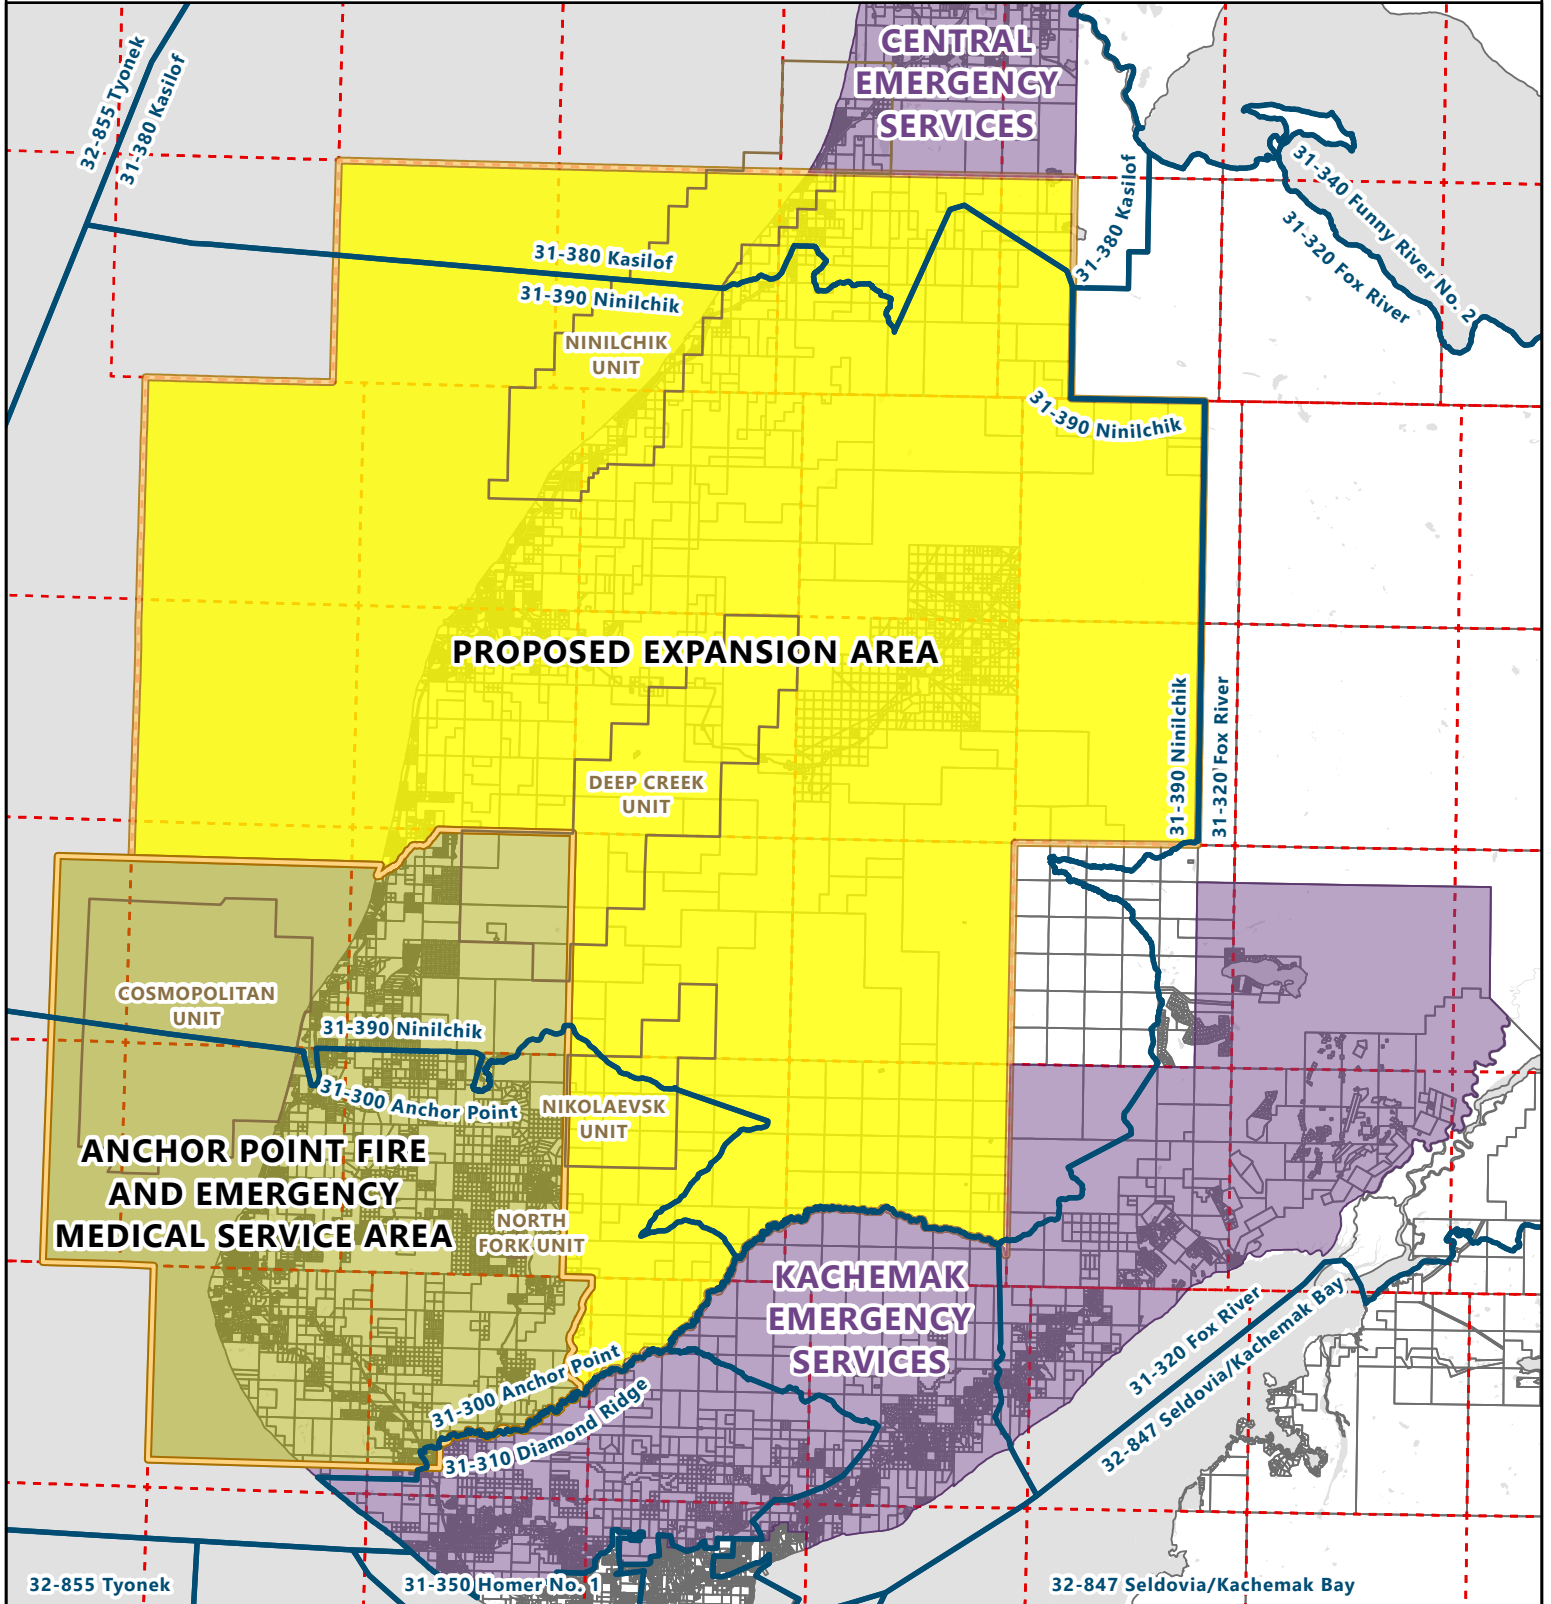 CENTRAL
EMERGENCY
SERVICES
32-855 Tyonek
31-380 Kasilof
31-380 Kasilof
31-340 Funny River No. 2
31-320 Fox River
31-380 Kasilof
31-390 Ninilchik
NINILCHIK
UNIT
31-390 Ninilchik
PROPOSED EXPANSION AREA
31-390 Ninilchik
31-320 Fox River
DEEP CREEK
UNIT
COSMOPOLITAN
UNIT
31-390 Ninilchik
31-300 Anchor Point
NIKOLAEVSK
UNIT
ANCHOR POINT FIRE
AND EMERGENCY
MEDICAL SERVICE AREA
NORTH
FORK UNIT
KACHEMAK
EMERGENCY
SERVICES
31-300 Anchor Point
31-310 Diamond Ridge
31-320 Fox River
32-847 Seldovia/Kachemak Bay
32-855 Tyonek
31-350 Homer No. 1
32-847 Seldovia/Kachemak Bay